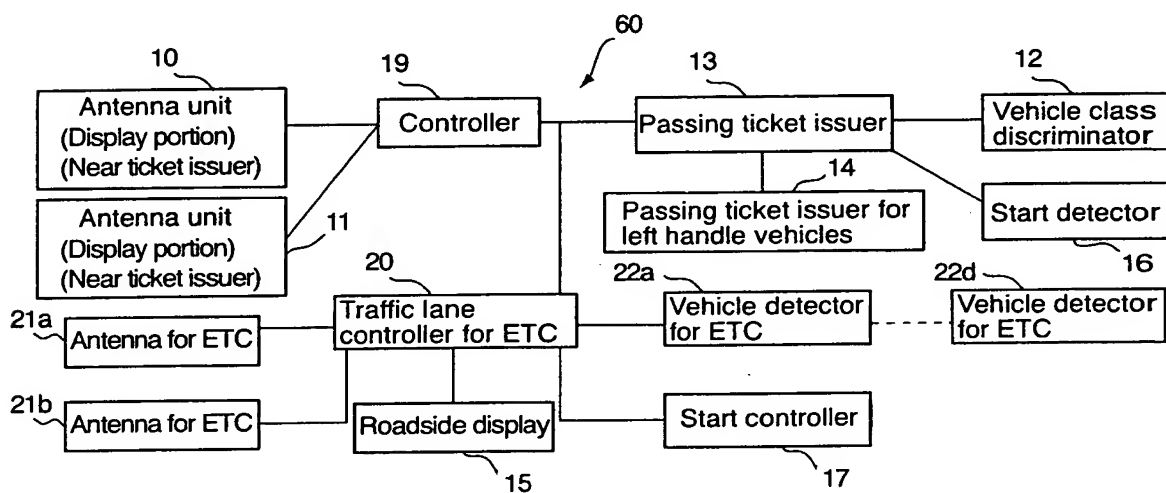 60
10
19
13
12
Antenna unit
(Display portion)
(Near ticket issuer)
Controller
Passing ticket issuer
Vehicle class
discriminator
14
11
Antenna unit
(Display portion)
(Near ticket issuer)
Passing ticket issuer for
left handle vehicles
Start detector
16
20
22a
22d
21a
Antenna for ETC
Traffic lane
controller for ETC
Vehicle detector
for ETC
Vehicle detector
for ETC
21b
Antenna for ETC
Roadside display
15
Start controller
17